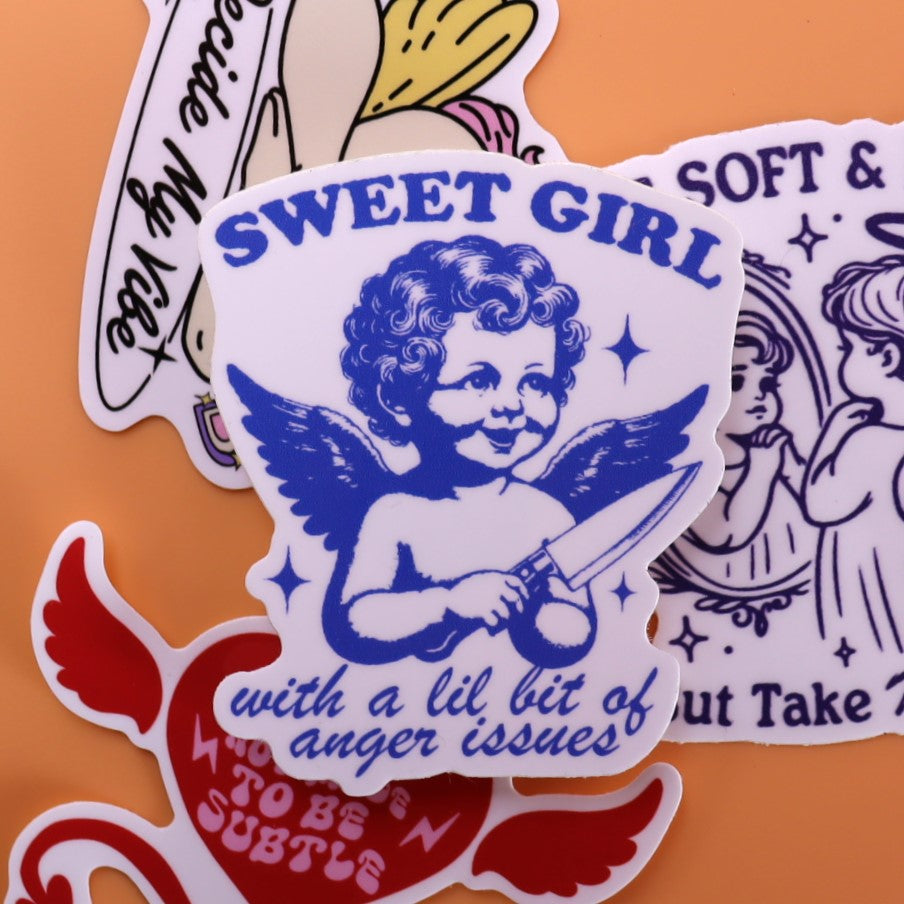 Decide My Vibe
SWEET GIRL
with a lil bit of
anger issues
SOFT &
But Take
TO BE
SUBTLE